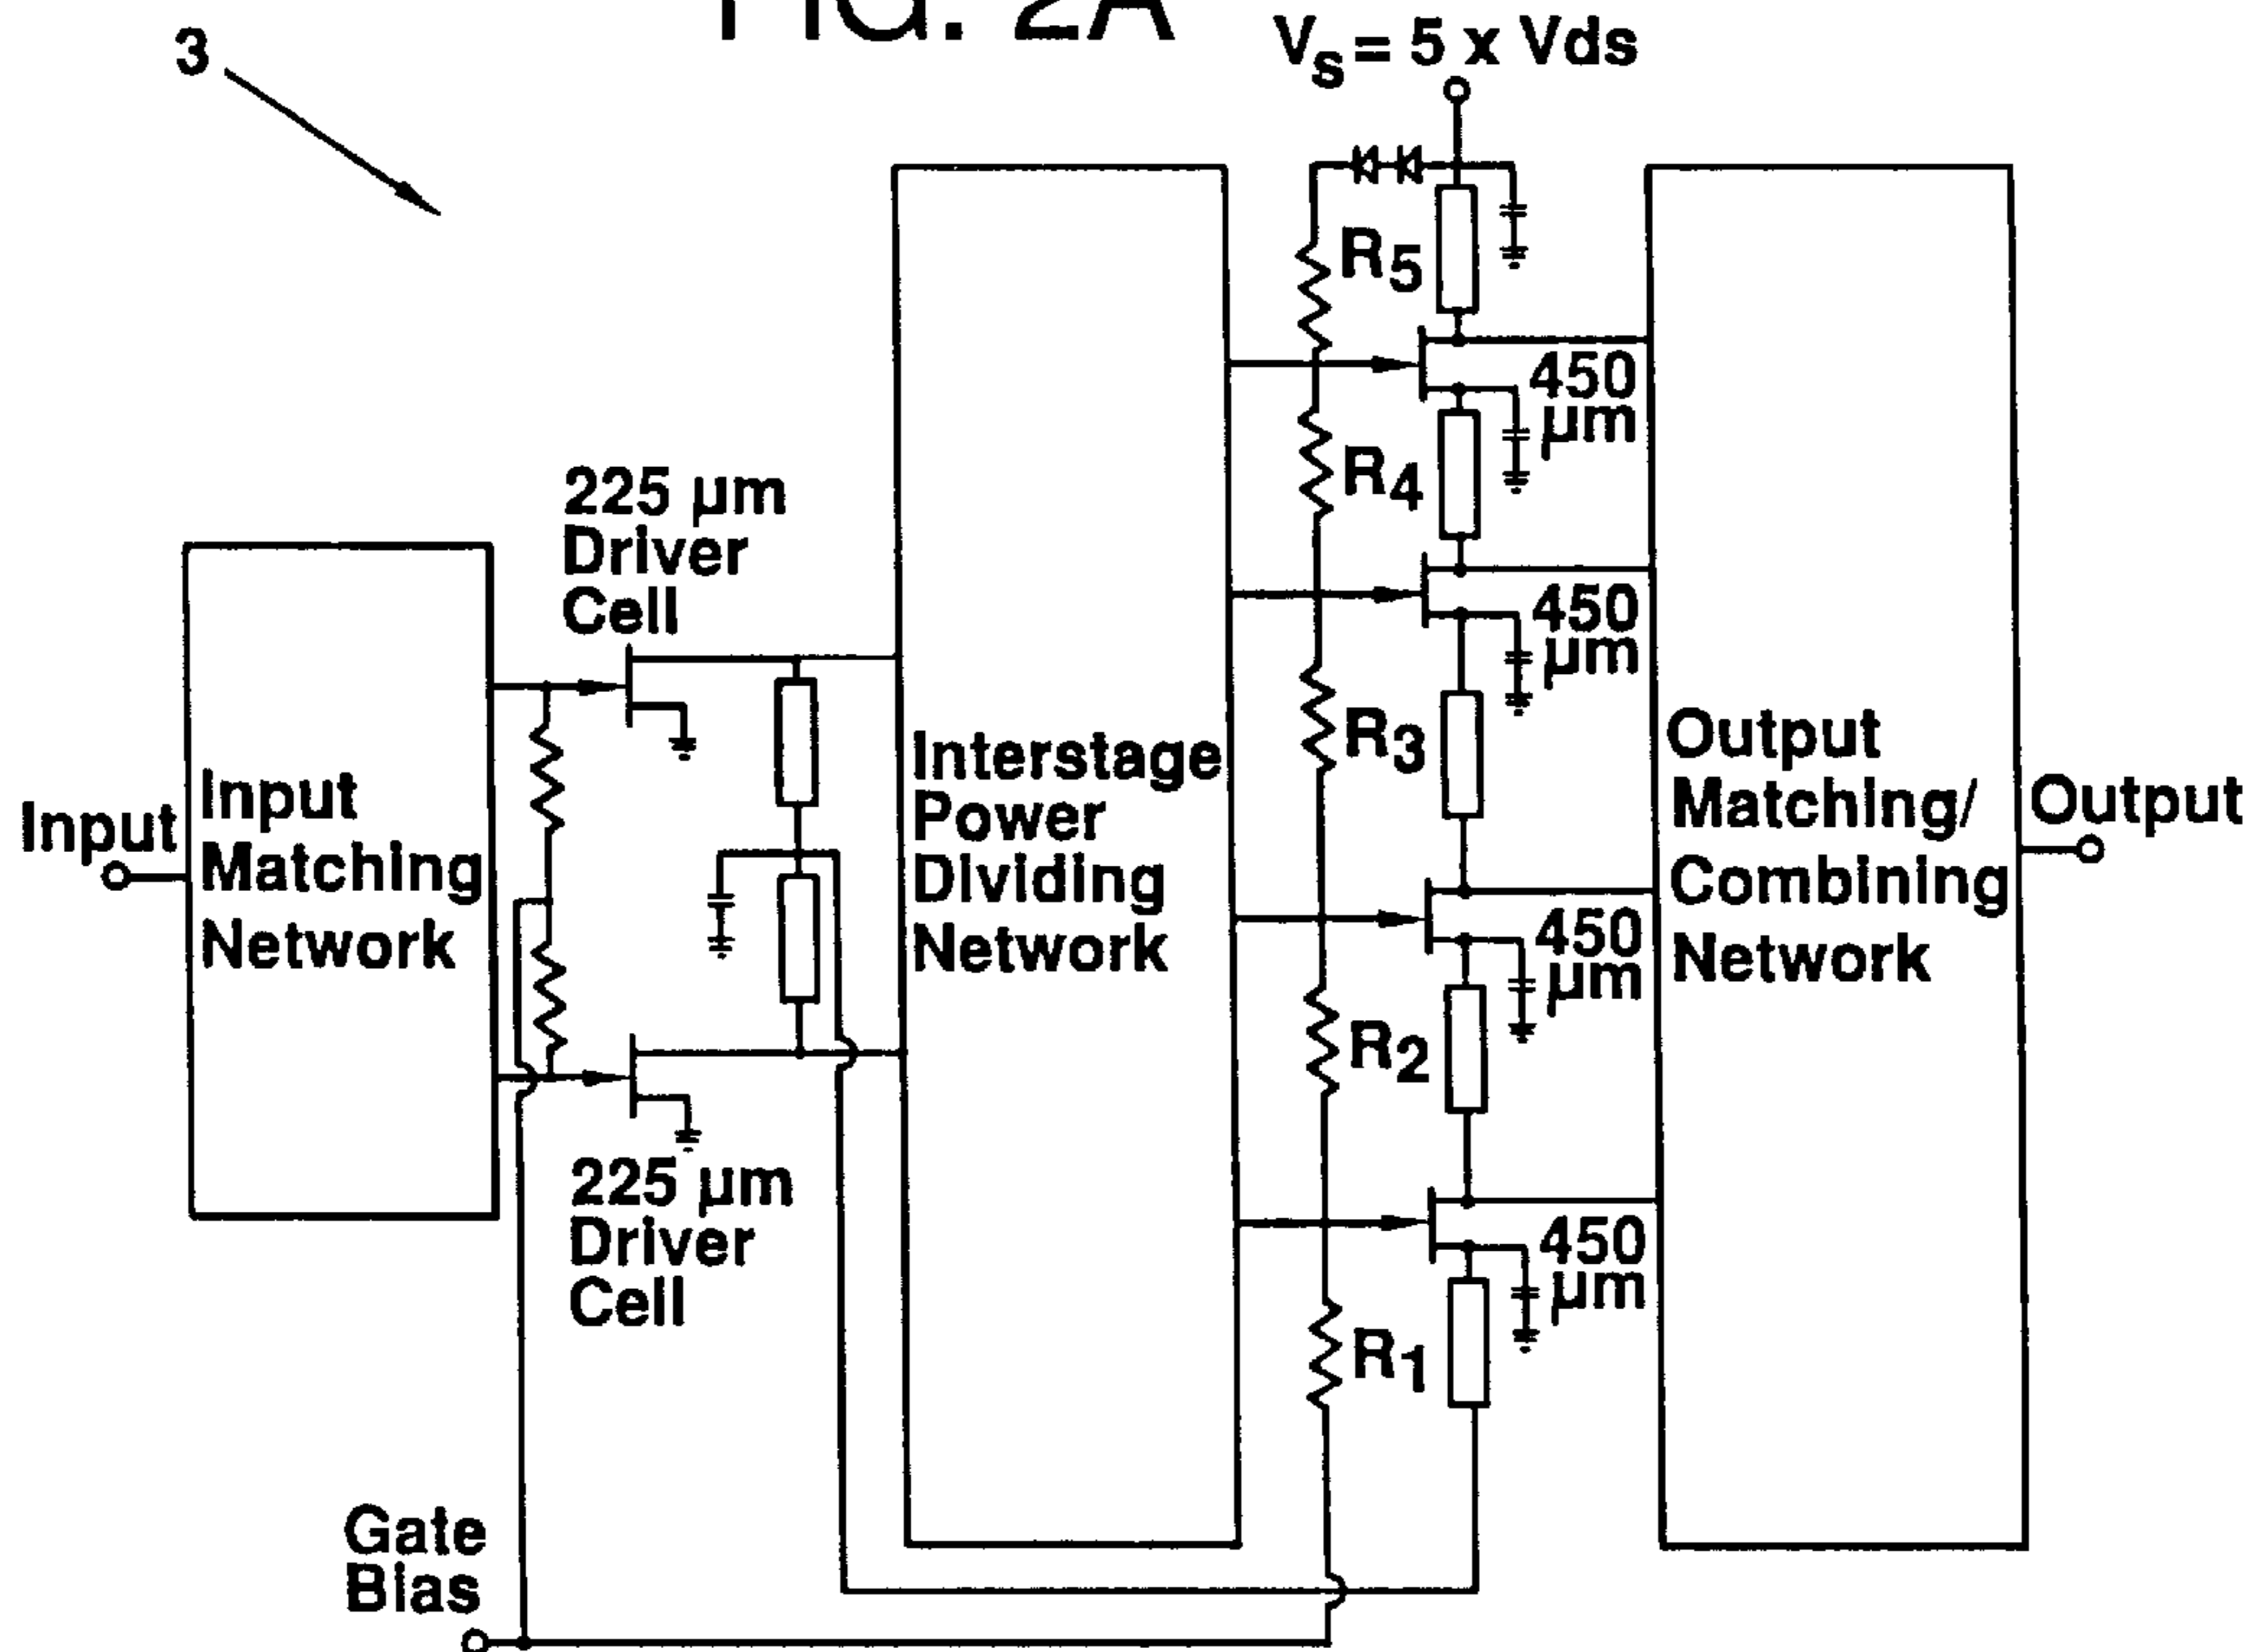 FIG. 2A
3
Vs = 5 x Vds
R5
450
µm
R4
450
µm
225 µm
Driver
Cell
R3
Input
Input
Matching
Network
Interstage
Power
Dividing
Network
Output
Matching/
Combining
Network
Output
450
µm
R2
225 µm
Driver
Cell
450
µm
R1
Gate
Bias